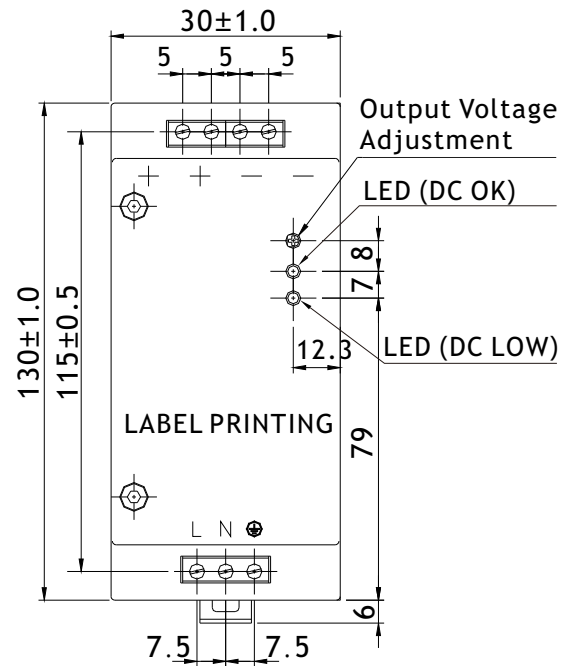 30±1.0
5 5 5
Output Voltage
Adjustment
+ + − −
LED (DC OK)
8
7
130±1.0
115±0.5
12.3
LED (DC LOW)
79
LABEL PRINTING
L N ⏚
6
7.5 7.5